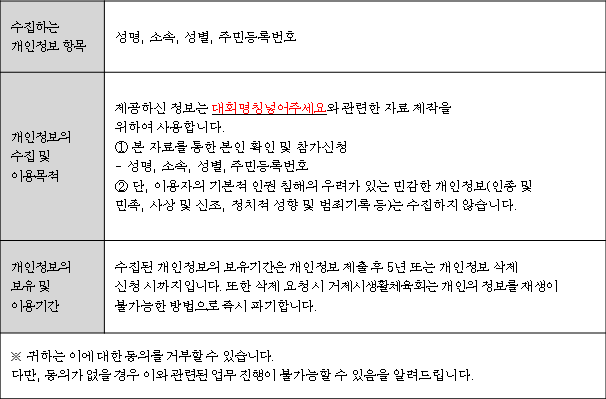 수집하는
개인정보 항목
성명, 소속, 성별, 주민등록번호
개인정보의
수집 및
이용목적
제공하신 정보는 대회명칭넣어주세요와 관련한 자료 제작을
위하여 사용합니다.
① 본 자료를 통한 본인 확인 및 참가신청
- 성명, 소속, 성별, 주민등록번호
② 단, 이용자의 기본적 인권 침해의 우려가 있는 민감한 개인정보(인종 및
민족, 사상 및 신조, 정치적 성향 및 범죄기록 등)는 수집하지 않습니다.
개인정보의
보유 및
이용기간
수집된 개인정보의 보유기간은 개인정보 제출 후 5년 또는 개인정보 삭제
신청 시까지입니다. 또한 삭제 요청 시 거제시생활체육회는 개인의 정보를 재생이
불가능한 방법으로 즉시 파기합니다.
※ 귀하는 이에 대한 동의를 거부할 수 있습니다.
다만, 동의가 없을 경우 이와 관련된 업무 진행이 불가능할 수 있음을 알려드립니다.